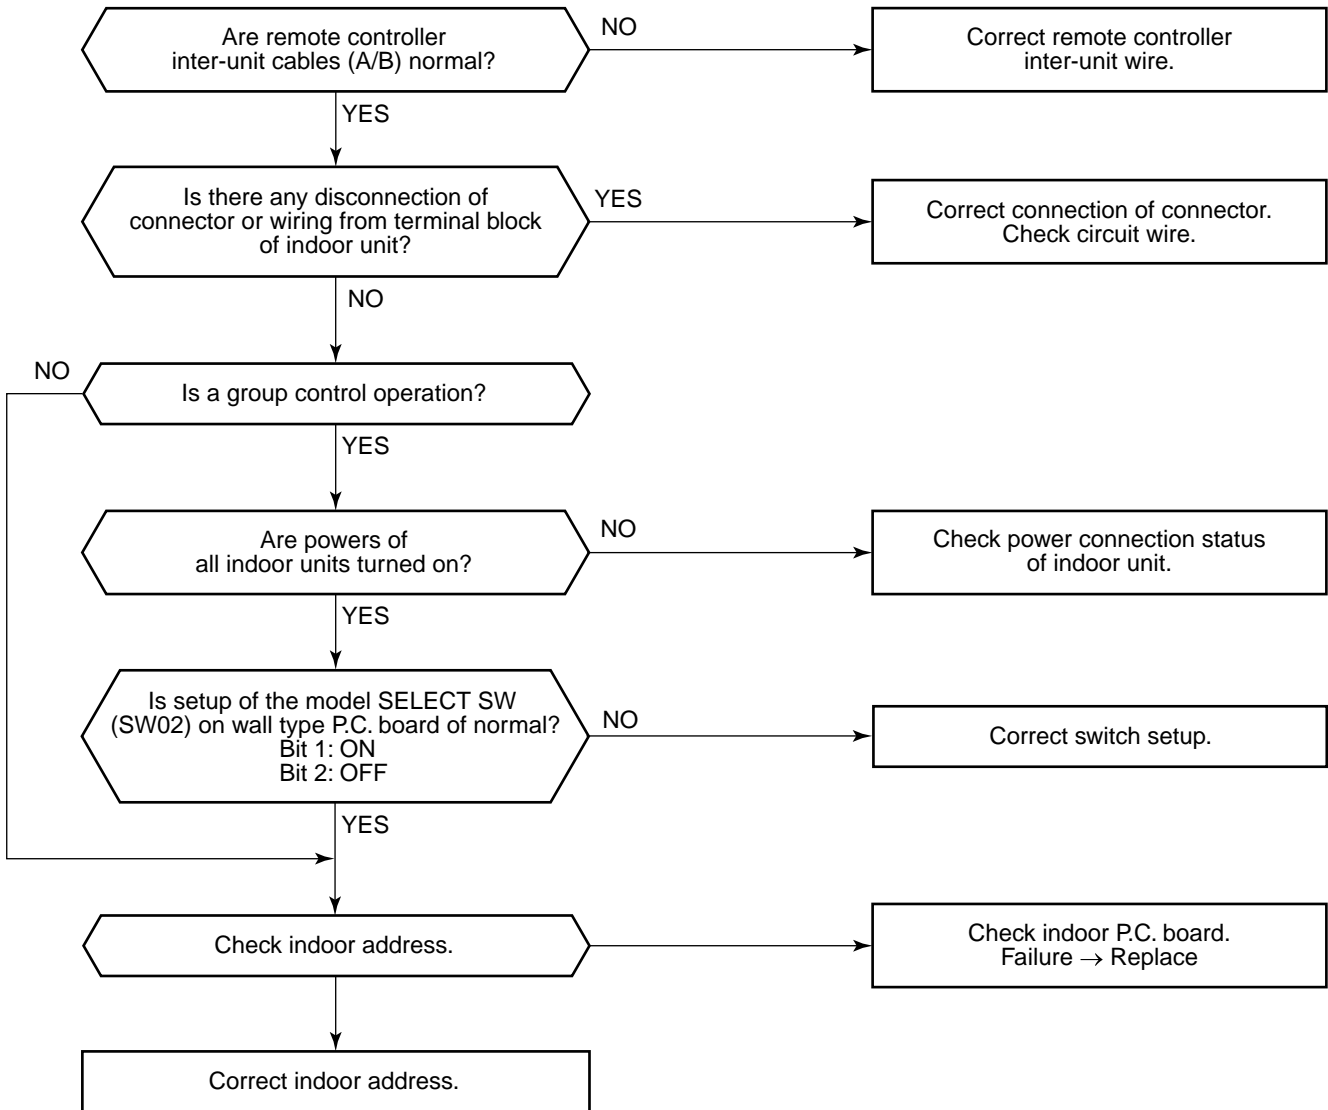 Are remote controller
inter-unit cables (A/B) normal?
NO
Correct remote controller
inter-unit wire.
YES
Is there any disconnection of
connector or wiring from terminal block
of indoor unit?
YES
Correct connection of connector.
Check circuit wire.
NO
NO
Is a group control operation?
YES
Are powers of
all indoor units turned on?
NO
Check power connection status
of indoor unit.
YES
Is setup of the model SELECT SW
(SW02) on wall type P.C. board of normal?
Bit 1: ON
Bit 2: OFF
NO
Correct switch setup.
YES
Check indoor address.
Check indoor P.C. board.
Failure → Replace
Correct indoor address.